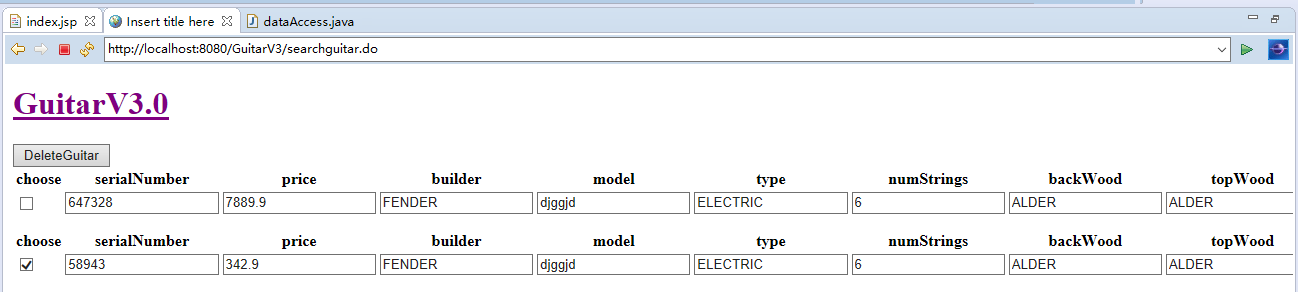 index.jsp Insert title here dataAccess.java
http://localhost:8080/GuitarV3/searchguitar.do
GuitarV3.0
DeleteGuitar
choose serialNumber price builder model type numStrings backWood topWood
647328 7889.9 FENDER djggjd ELECTRIC 6 ALDER ALDER
choose serialNumber price builder model type numStrings backWood topWood
58943 342.9 FENDER djggjd ELECTRIC 6 ALDER ALDER